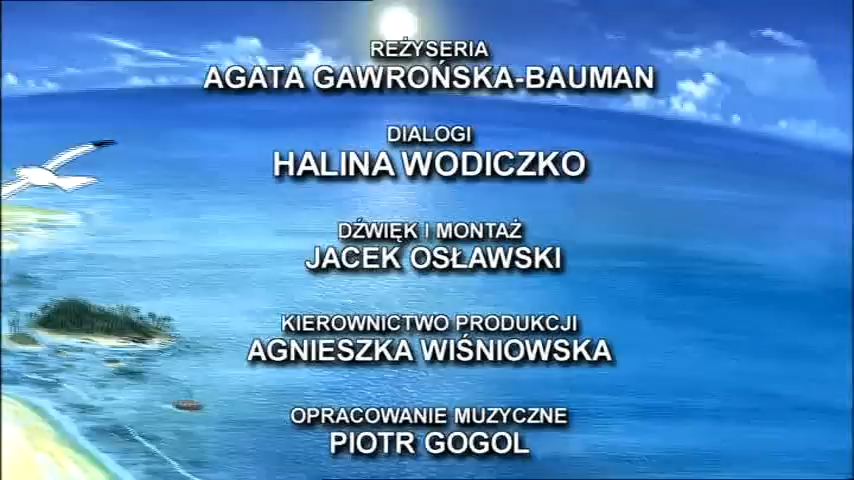 REŻYSERIA
AGATA GAWROŃSKA-BAUMAN
DIALOGI
HALINA WODICZKO
DŹWIĘK I MONTAŻ
JACEK OSŁAWSKI
KIEROWNICTWO PRODUKCJI
AGNIESZKA WIŚNIOWSKA
OPRACOWANIE MUZYCZNE
PIOTR GOGOL